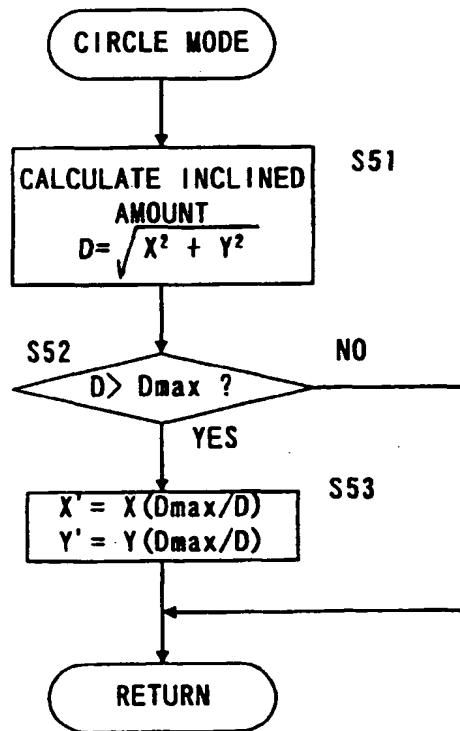 CIRCLE MODE
S51
CALCULATE INCLINED
AMOUNT
D=√X² + Y²
S52
NO
D> Dmax ?
YES
S53
X'= X(Dmax/D)
Y'= Y(Dmax/D)
RETURN